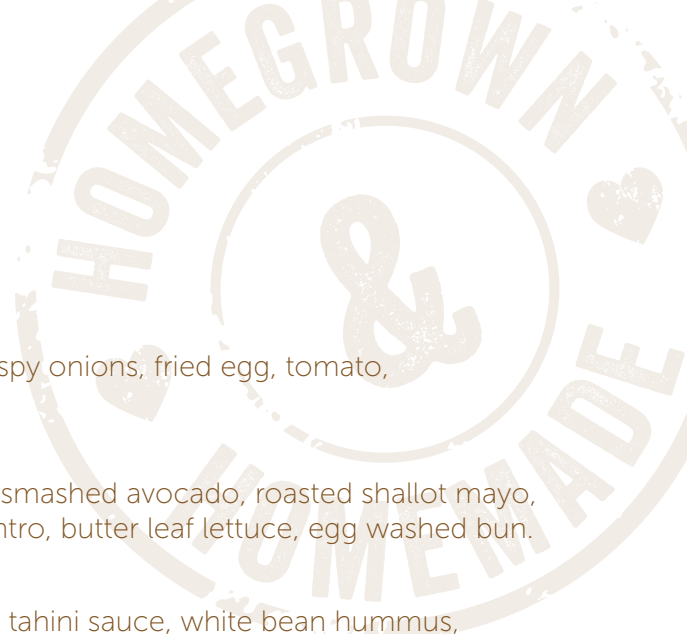 HOMEGROWN
&
HOMEMADE
spy onions, fried egg, tomato,
smashed avocado, roasted shallot mayo,
ntro, butter leaf lettuce, egg washed bun.
tahini sauce, white bean hummus,